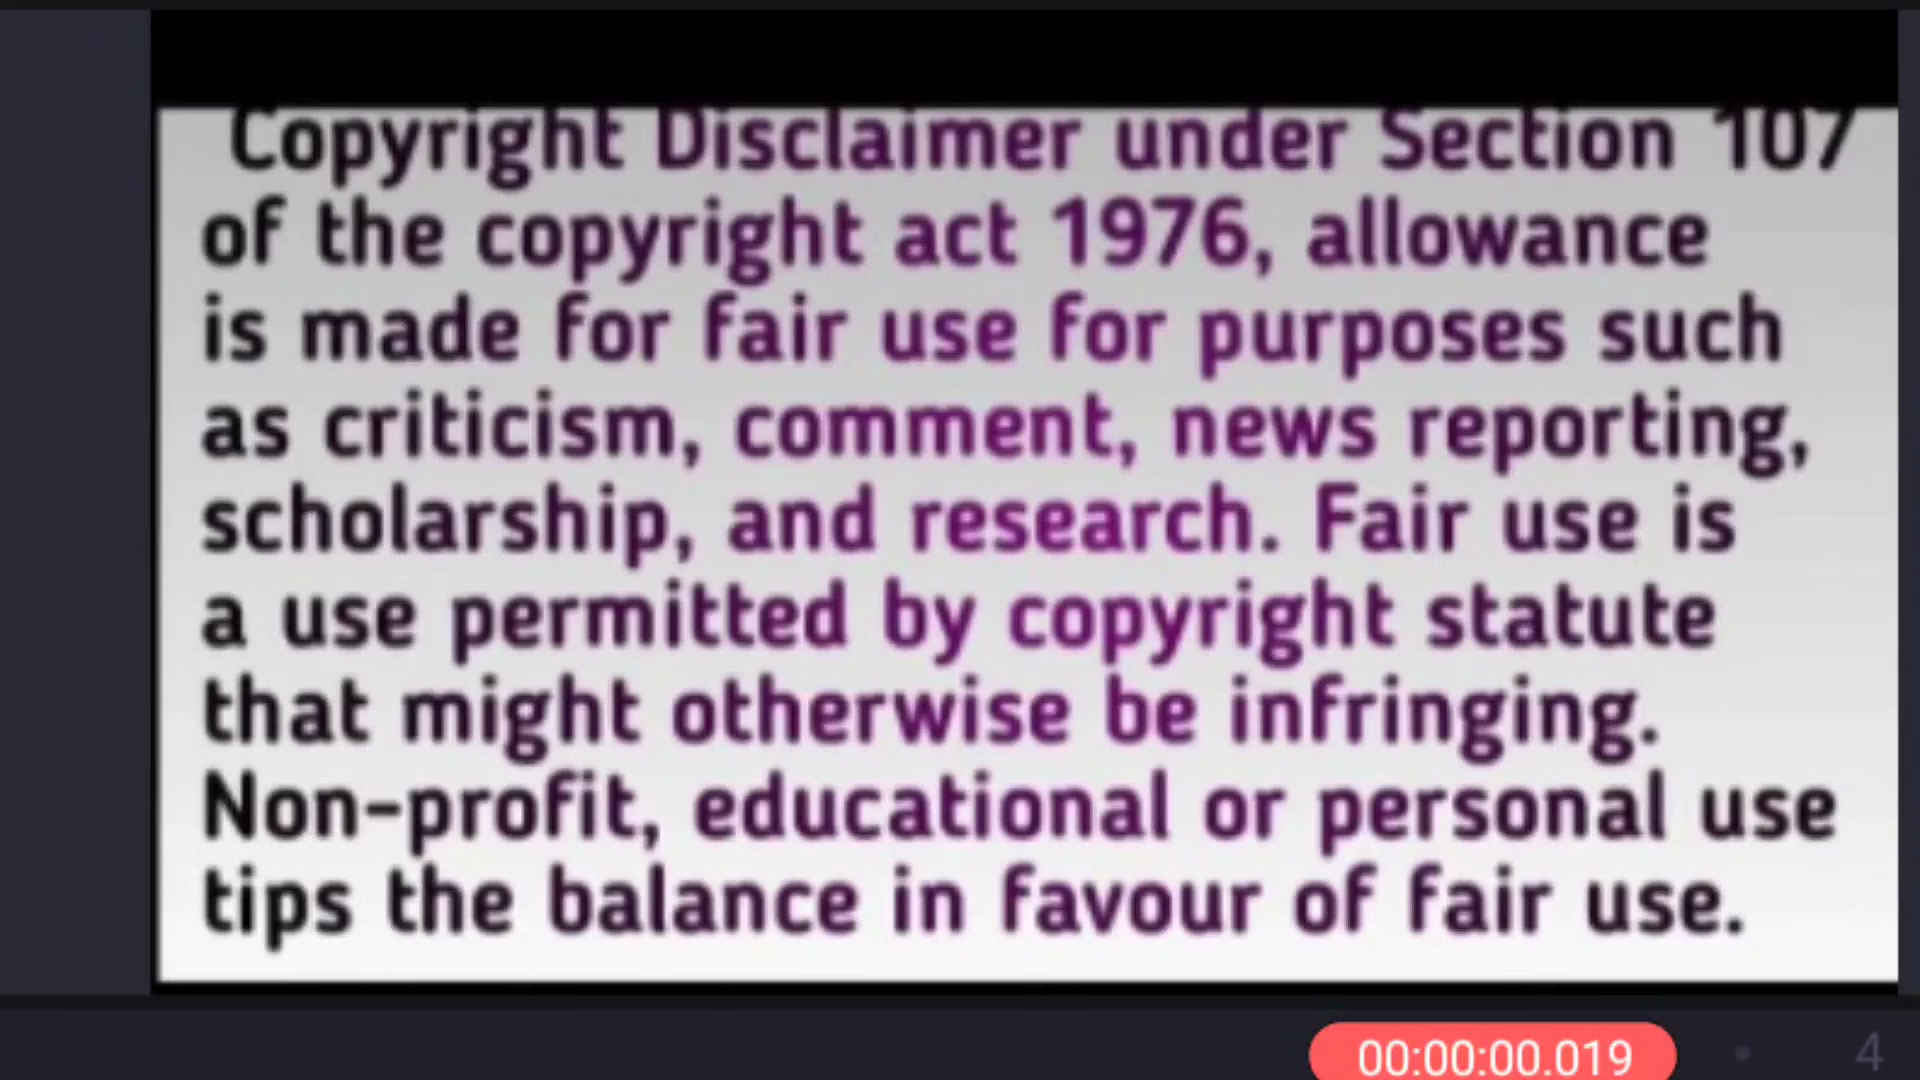 Copyright Disclaimer under Section 107
of the copyright act 1976, allowance
is made for fair use for purposes such
as criticism, comment, news reporting,
scholarship, and research. Fair use is
a use permitted by copyright statute
that might otherwise be infringing.
Non-profit, educational or personal use
tips the balance in favour of fair use.
00:00:00.019
4